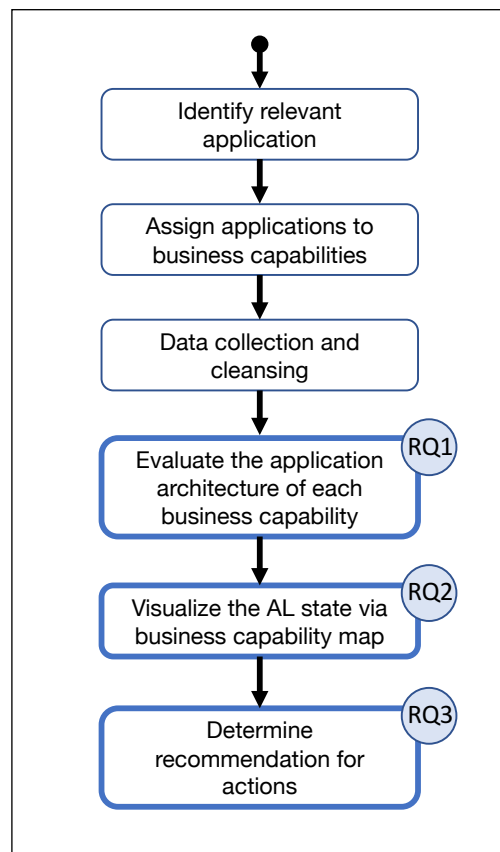 Identify relevant
application
Assign applications to
business capabilities
Data collection and
cleansing
RQ1
Evaluate the application
architecture of each
business capability
RQ2
Visualize the AL state via
business capability map
RQ3
Determine
recommendation for
actions